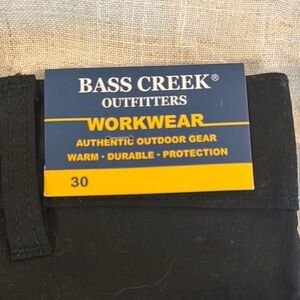 BASS CREEK®
OUTFITTERS
WORKWEAR
AUTHENTIC OUTDOOR GEAR
WARM • DURABLE • PROTECTION
30